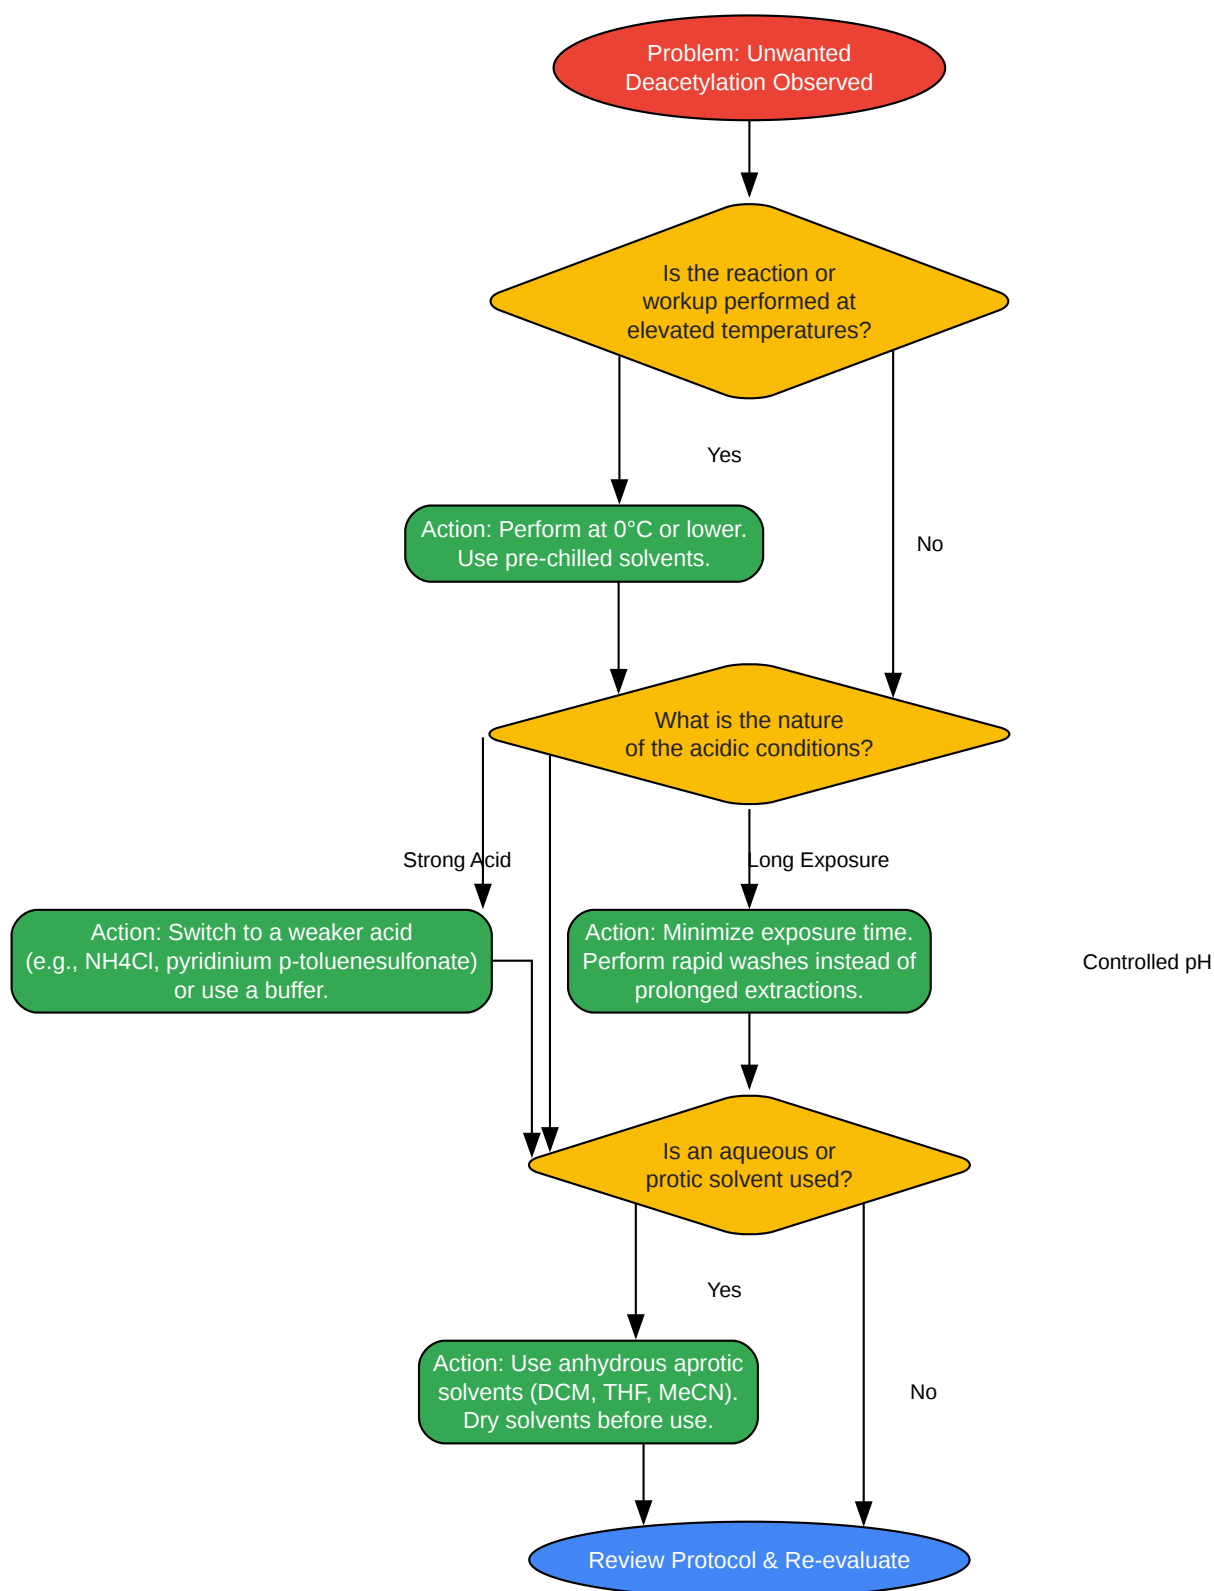 Problem: Unwanted
Deacetylation Observed
Is the reaction or
workup performed at
elevated temperatures?
Yes
Action: Perform at 0°C or lower.
Use pre-chilled solvents.
No
What is the nature
of the acidic conditions?
Strong Acid
Long Exposure
Action: Switch to a weaker acid
(e.g., NH4Cl, pyridinium p-toluenesulfonate)
or use a buffer.
Action: Minimize exposure time.
Perform rapid washes instead of
prolonged extractions.
Controlled pH
Is an aqueous or
protic solvent used?
Yes
Action: Use anhydrous aprotic
solvents (DCM, THF, MeCN).
Dry solvents before use.
No
Review Protocol & Re-evaluate